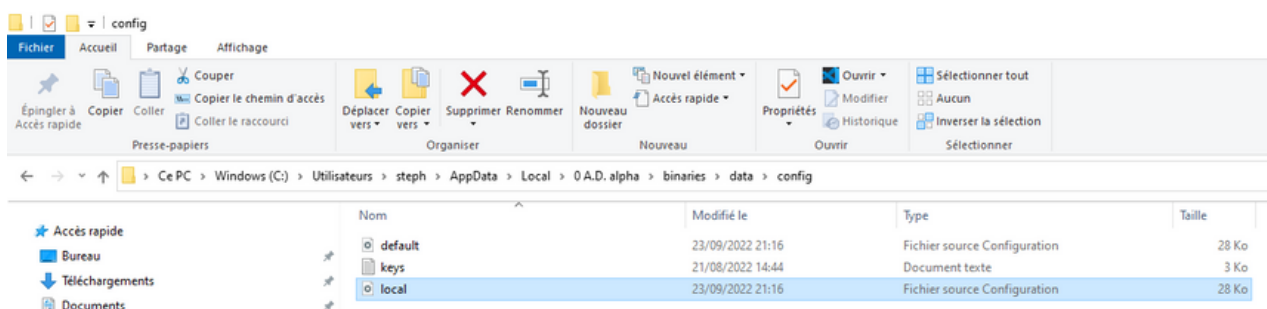 config
Fichier Accueil Partage Affichage
Épingler à Accès rapide
Copier
Coller
Couper
Copier le chemin d'accès
Coller le raccourci
Presse-papiers
Déplacer vers
Copier vers
Supprimer
Renommer
Organiser
Nouveau dossier
Nouvel élément
Accès rapide
Nouveau
Propriétés
Ouvrir
Modifier
Historique
Ouvrir
Sélectionner tout
Aucun
Inverser la sélection
Sélectionner
Ce PC > Windows (C:) > Utilisateurs > steph > AppData > Local > 0 A.D. alpha > binaries > data > config
Accès rapide
Bureau
Téléchargements
Documents
Nom Modifié le Type Taille
default 23/09/2022 21:16 Fichier source Configuration 28 Ko
keys 21/08/2022 14:44 Document texte 3 Ko
local 23/09/2022 21:16 Fichier source Configuration 28 Ko